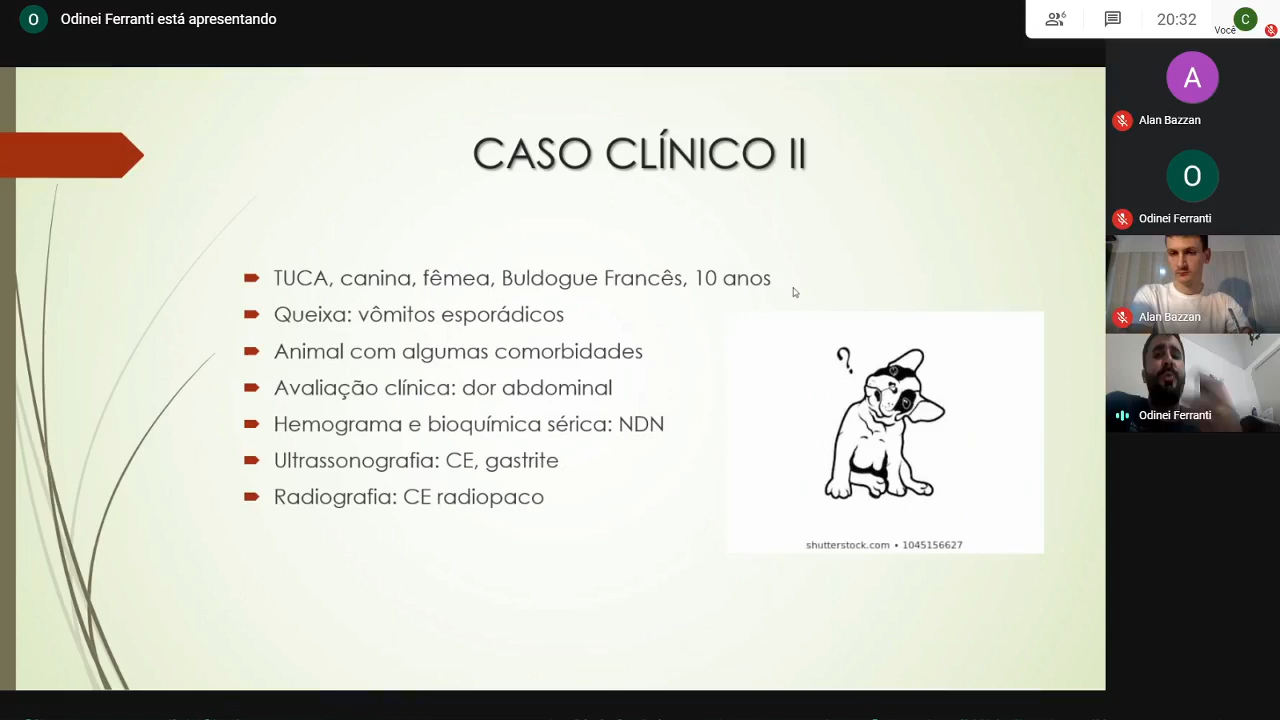 O
Odinei Ferranti está apresentando
6
20:32
Você
C
A
Alan Bazzan
O
Odinei Ferranti
Alan Bazzan
Odinei Ferranti
CASO CLÍNICO II
TUCA, canina, fêmea, Buldogue Francês, 10 anos
Queixa: vômitos esporádicos
Animal com algumas comorbidades
Avaliação clínica: dor abdominal
Hemograma e bioquímica sérica: NDN
Ultrassonografia: CE, gastrite
Radiografia: CE radiopaco
?
shutterstock.com • 1045156627